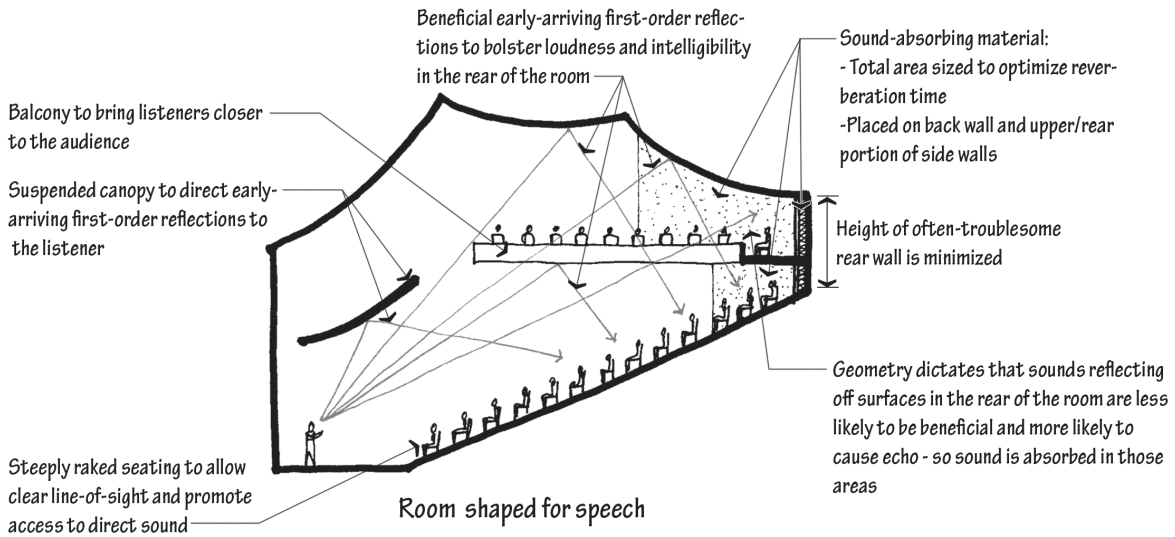 Beneficial early-arriving first-order reflec-
tions to bolster loudness and intelligibility
in the rear of the room
Sound-absorbing material:
- Total area sized to optimize rever-
beration time
-Placed on back wall and upper/rear
portion of side walls
Balcony to bring listeners closer
to the audience
Suspended canopy to direct early-
arriving first-order reflections to
the listener
Height of often-troublesome
rear wall is minimized
Geometry dictates that sounds reflecting
off surfaces in the rear of the room are less
likely to be beneficial and more likely to
cause echo - so sound is absorbed in those
areas
Steeply raked seating to allow
clear line-of-sight and promote
access to direct sound
Room shaped for speech